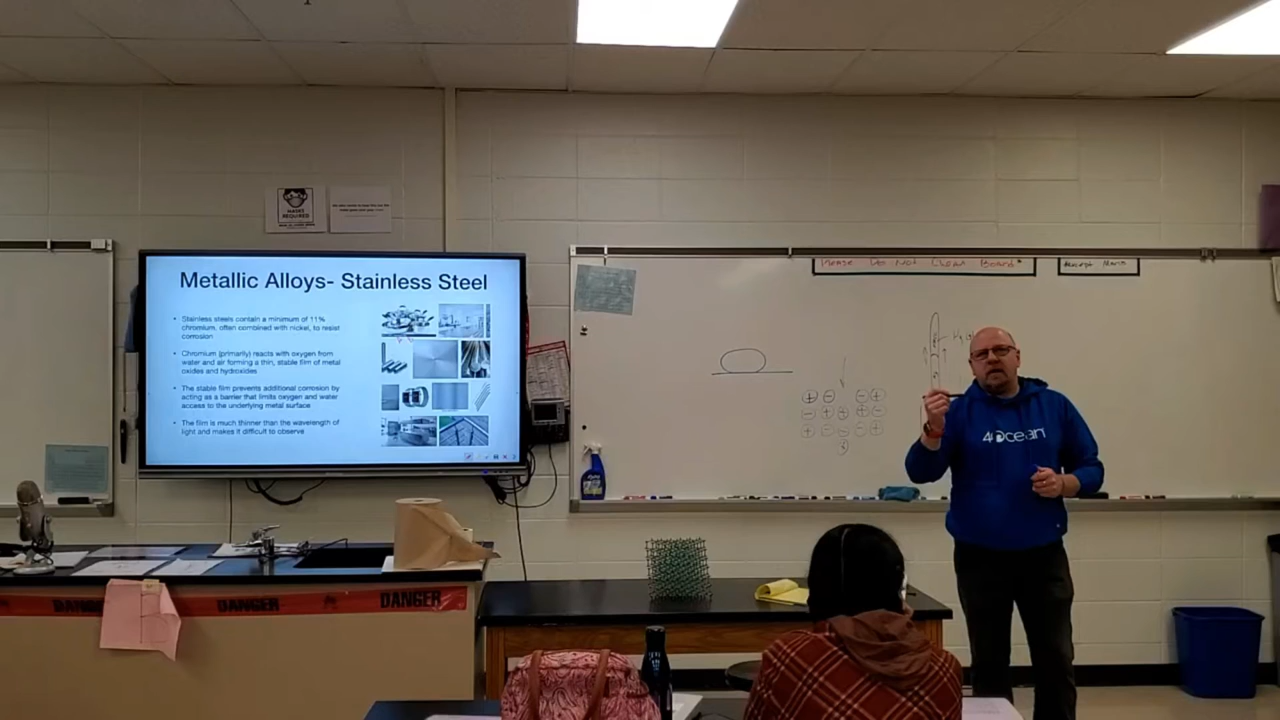 MASKS
REQUIRED
Please Do Not Clean Board
Except Maris
Metallic Alloys- Stainless Steel
• Stainless steels contain a minimum of 11%
chromium, often combined with nickel, to resist
corrosion
• Chromium (primarily) reacts with oxygen from
water and air forming a thin, stable film of metal
oxides and hydroxides
• The stable film prevents additional corrosion by
acting as a barrier that limits oxygen and water
access to the underlying metal surface
• The film is much thinner than the wavelength of
light and makes it difficult to observe
4Ocean
DANGER
DANGER
DANGER